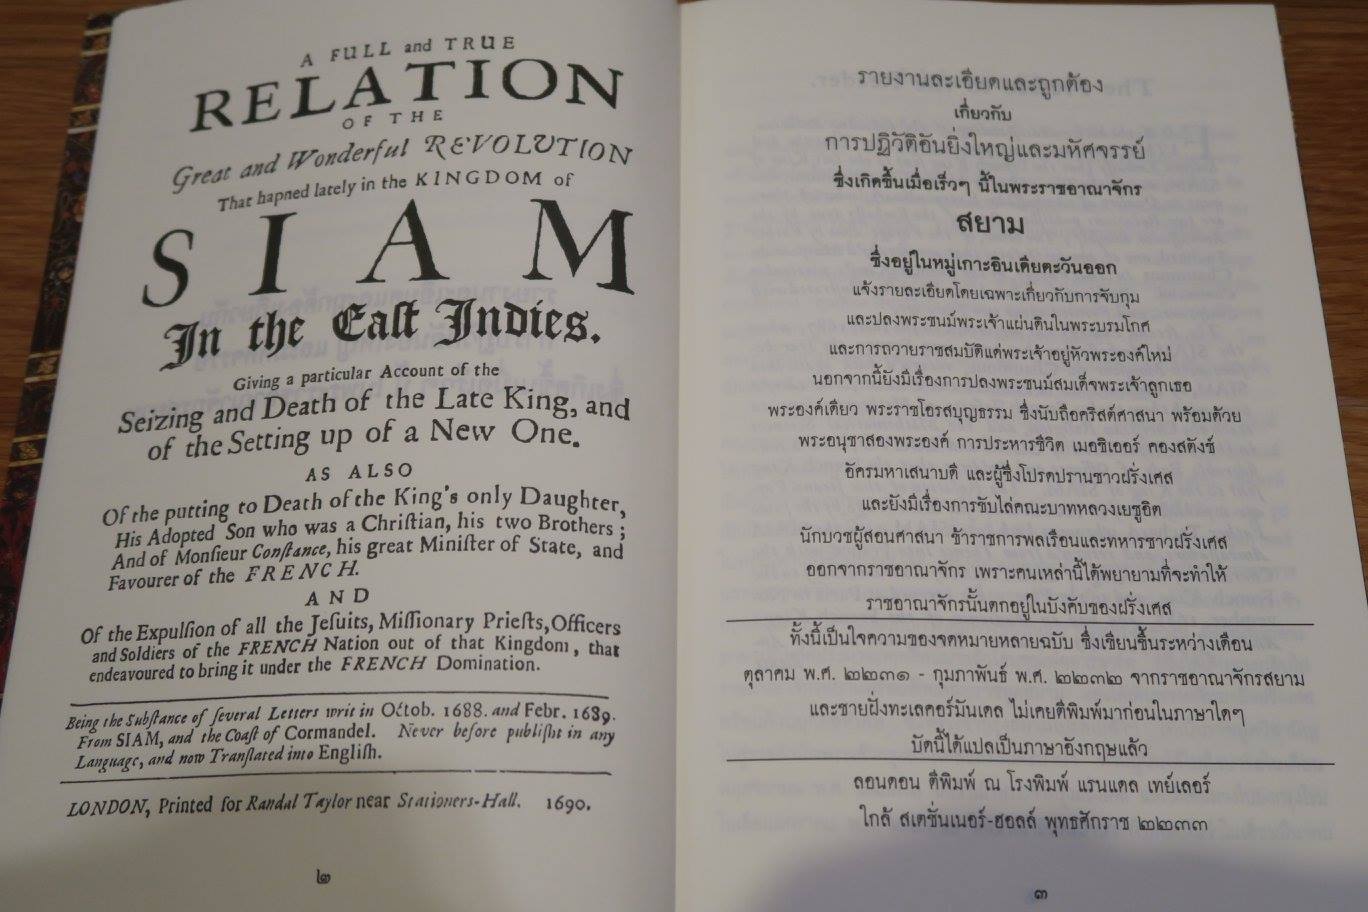 A FULL and TRUE
RELATION
OF THE
Great and Wonderful REVOLUTION
That hapned lately in the KINGDOM of
SIAM
In the Eaſt Indies.
Giving a particular Account of the
Seizing and Death of the Late King, and
of the Setting up of a New One.
AS ALSO
Of the putting to Death of the King's only Daughter,
His Adopted Son who was a Chriſtian, his two Brothers ;
And of Monſieur Conſtance, his great Miniſter of State, and
Favourer of the FRENCH.
AND
Of the Expulſion of all the Jeſuits, Miſſionary Prieſts, Officers
and Soldiers of the FRENCH Nation out of that Kingdom, that
endeavoured to bring it under the FRENCH Domination.
Being the Subſtance of ſeveral Letters writ in Octob. 1688. and Febr. 1689.
From SIAM, and the Coaſt of Cormandel. Never before publiſht in any
Language, and now Tranſlated into Engliſh.
LONDON, Printed for Randal Taylor near Stationers-Hall. 1690.
๒
รายงานละเอียดและถูกต้อง
เกี่ยวกับ
การปฏิวัติอันยิ่งใหญ่และมหัศจรรย์
ซึ่งเกิดขึ้นเมื่อเร็วๆ นี้ในพระราชอาณาจักร
สยาม
ซึ่งอยู่ในหมู่เกาะอินเดียตะวันออก
แจ้งรายละเอียดโดยเฉพาะเกี่ยวกับการจับกุม
และปลงพระชนม์พระเจ้าแผ่นดินในพระบรมโกศ
และการถวายราชสมบัติแด่พระเจ้าอยู่หัวพระองค์ใหม่
นอกจากนี้ยังมีเรื่องการปลงพระชนม์สมเด็จพระเจ้าลูกเธอ
พระองค์เดียว พระราชโอรสบุญธรรม ซึ่งนับถือคริสต์ศาสนา พร้อมด้วย
พระอนุชาสองพระองค์ การประหารชีวิต เมอซิเออร์ คองสตังซ์
อัครมหาเสนาบดี และผู้ซึ่งโปรดปรานชาวฝรั่งเศส
และยังมีเรื่องการขับไล่คณะบาทหลวงเยซูอิต
นักบวชผู้สอนศาสนา ข้าราชการพลเรือนและทหารชาวฝรั่งเศส
ออกจากราชอาณาจักร เพราะคนเหล่านี้ได้พยายามที่จะทำให้
ราชอาณาจักรนั้นตกอยู่ในบังคับของฝรั่งเศส
ทั้งนี้เป็นใจความของจดหมายหลายฉบับ ซึ่งเขียนขึ้นระหว่างเดือน
ตุลาคม พ.ศ. ๒๒๓๑ - กุมภาพันธ์ พ.ศ. ๒๒๓๒ จากราชอาณาจักรสยาม
และชายฝั่งทะเลคอร์มันเดล ไม่เคยตีพิมพ์มาก่อนในภาษาใดๆ
บัดนี้ได้แปลเป็นภาษาอังกฤษแล้ว
ลอนดอน ตีพิมพ์ ณ โรงพิมพ์ แรนแดล เทย์เลอร์
ใกล้ สเตชั่นเนอร์-ฮอลล์ พุทธศักราช ๒๒๓๓
๓